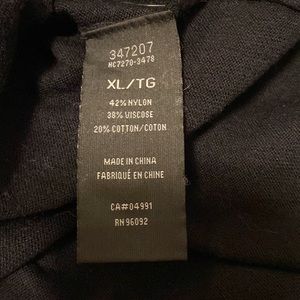 347207
HC7270-3478
XL/TG
42% NYLON
38% VISCOSE
20% COTTON/COTON
MADE IN CHINA
FABRIQUÉ EN CHINE
CA#04991
RN 96092